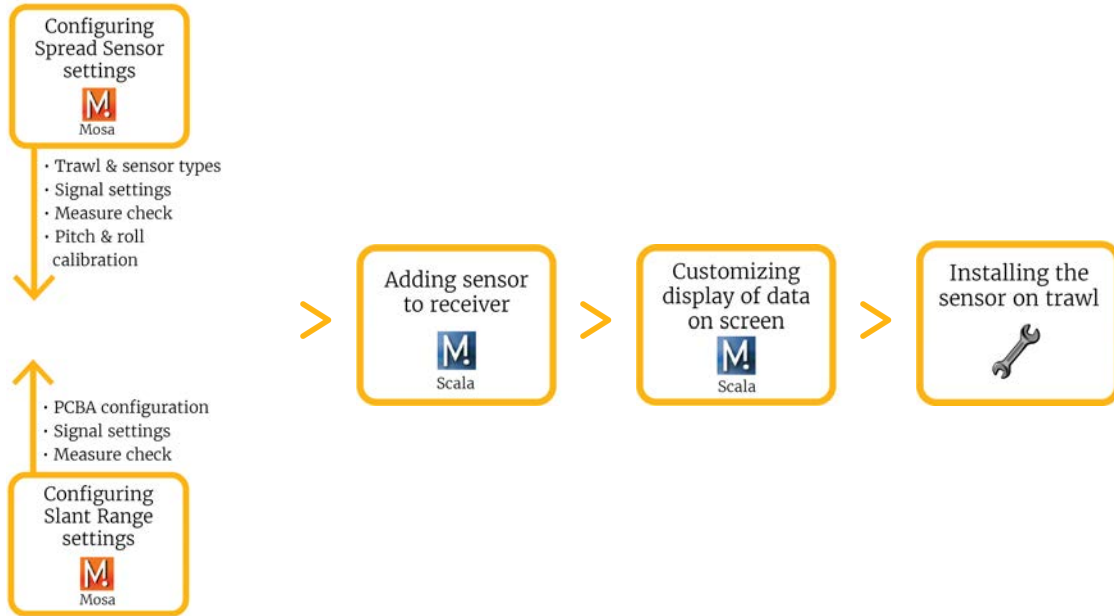 Configuring
Spread Sensor
settings
M!
Mosa
· Trawl & sensor types
· Signal settings
· Measure check
· Pitch & roll
calibration
Adding sensor
to receiver
M!
Scala
Customizing
display of data
on screen
M!
Scala
Installing the
sensor on trawl
· PCBA configuration
· Signal settings
· Measure check
Configuring
Slant Range
settings
M!
Mosa